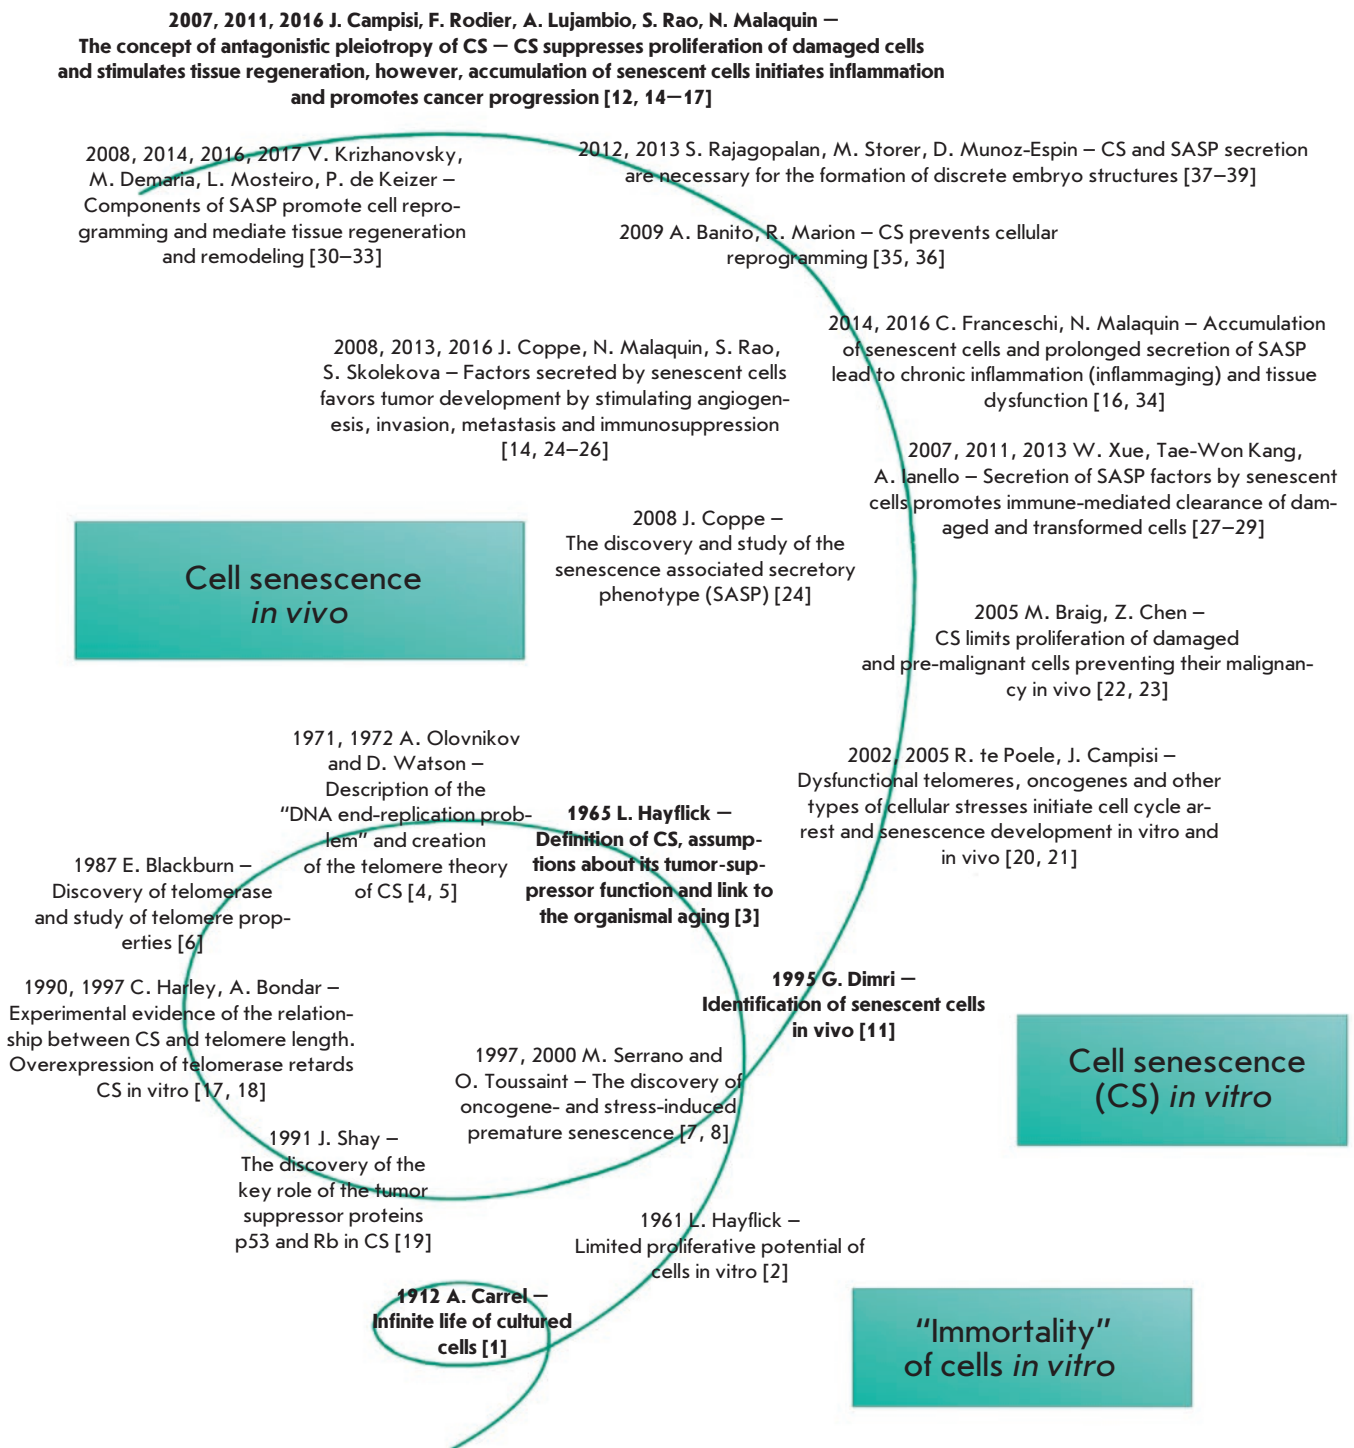 2007, 2011, 2016 J. Campisi, F. Rodier, A. Lujambio, S. Rao, N. Malaquin –
The concept of antagonistic pleiotropy of CS – CS suppresses proliferation of damaged cells
and stimulates tissue regeneration, however, accumulation of senescent cells initiates inflammation
and promotes cancer progression [12, 14–17]
2008, 2014, 2016, 2017 V. Krizhanovsky,
M. Demaria, L. Mosteiro, P. de Keizer –
Components of SASP promote cell repro-
gramming and mediate tissue regeneration
and remodeling [30–33]
2012, 2013 S. Rajagopalan, M. Storer, D. Munoz-Espin – CS and SASP secretion
are necessary for the formation of discrete embryo structures [37–39]
2009 A. Banito, R. Marion – CS prevents cellular
reprogramming [35, 36]
2014, 2016 C. Franceschi, N. Malaquin – Accumulation
of senescent cells and prolonged secretion of SASP
lead to chronic inflammation (inflammaging) and tissue
dysfunction [16, 34]
2008, 2013, 2016 J. Coppe, N. Malaquin, S. Rao,
S. Skolekova – Factors secreted by senescent cells
favors tumor development by stimulating angiogen-
esis, invasion, metastasis and immunosuppression
[14, 24–26]
2007, 2011, 2013 W. Xue, Tae-Won Kang,
A. Ianello – Secretion of SASP factors by senescent
cells promotes immune-mediated clearance of dam-
aged and transformed cells [27–29]
2008 J. Coppe –
The discovery and study of the
senescence associated secretory
phenotype (SASP) [24]
Cell senescence
in vivo
2005 M. Braig, Z. Chen –
CS limits proliferation of damaged
and pre-malignant cells preventing their malignan-
cy in vivo [22, 23]
1971, 1972 A. Olovnikov
and D. Watson –
Description of the
“DNA end-replication prob-
lem” and creation
of the telomere theory
of CS [4, 5]
2002, 2005 R. te Poele, J. Campisi –
Dysfunctional telomeres, oncogenes and other
types of cellular stresses initiate cell cycle ar-
rest and senescence development in vitro and
in vivo [20, 21]
1965 L. Hayflick –
Definition of CS, assump-
tions about its tumor-sup-
pressor function and link to
the organismal aging [3]
1987 E. Blackburn –
Discovery of telomerase
and study of telomere prop-
erties [6]
1990, 1997 C. Harley, A. Bondar –
Experimental evidence of the relation-
ship between CS and telomere length.
Overexpression of telomerase retards
CS in vitro [17, 18]
1995 G. Dimri –
Identification of senescent cells
in vivo [11]
Cell senescence
(CS) in vitro
1997, 2000 M. Serrano and
O. Toussaint – The discovery of
oncogene- and stress-induced
premature senescence [7, 8]
1991 J. Shay –
The discovery of the
key role of the tumor
suppressor proteins
p53 and Rb in CS [19]
1961 L. Hayflick –
Limited proliferative potential of
cells in vitro [2]
1912 A. Carrel –
Infinite life of cultured
cells [1]
“Immortality”
of cells in vitro